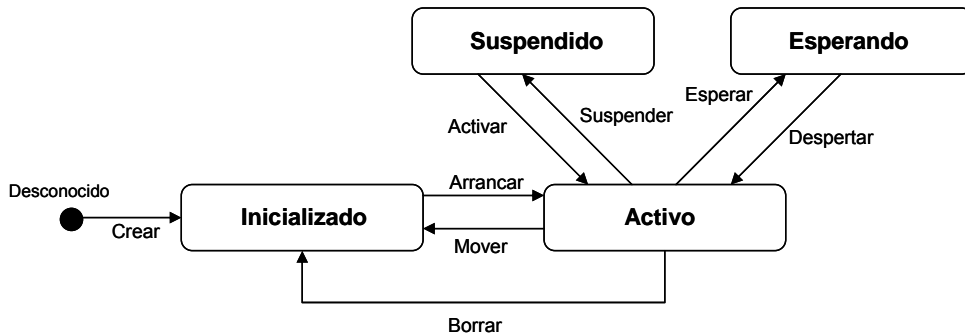 Suspendido
Esperando
Esperar
Suspender
Activar
Despertar
Arrancar
Desconocido
Inicializado
Activo
Crear
Mover
Borrar